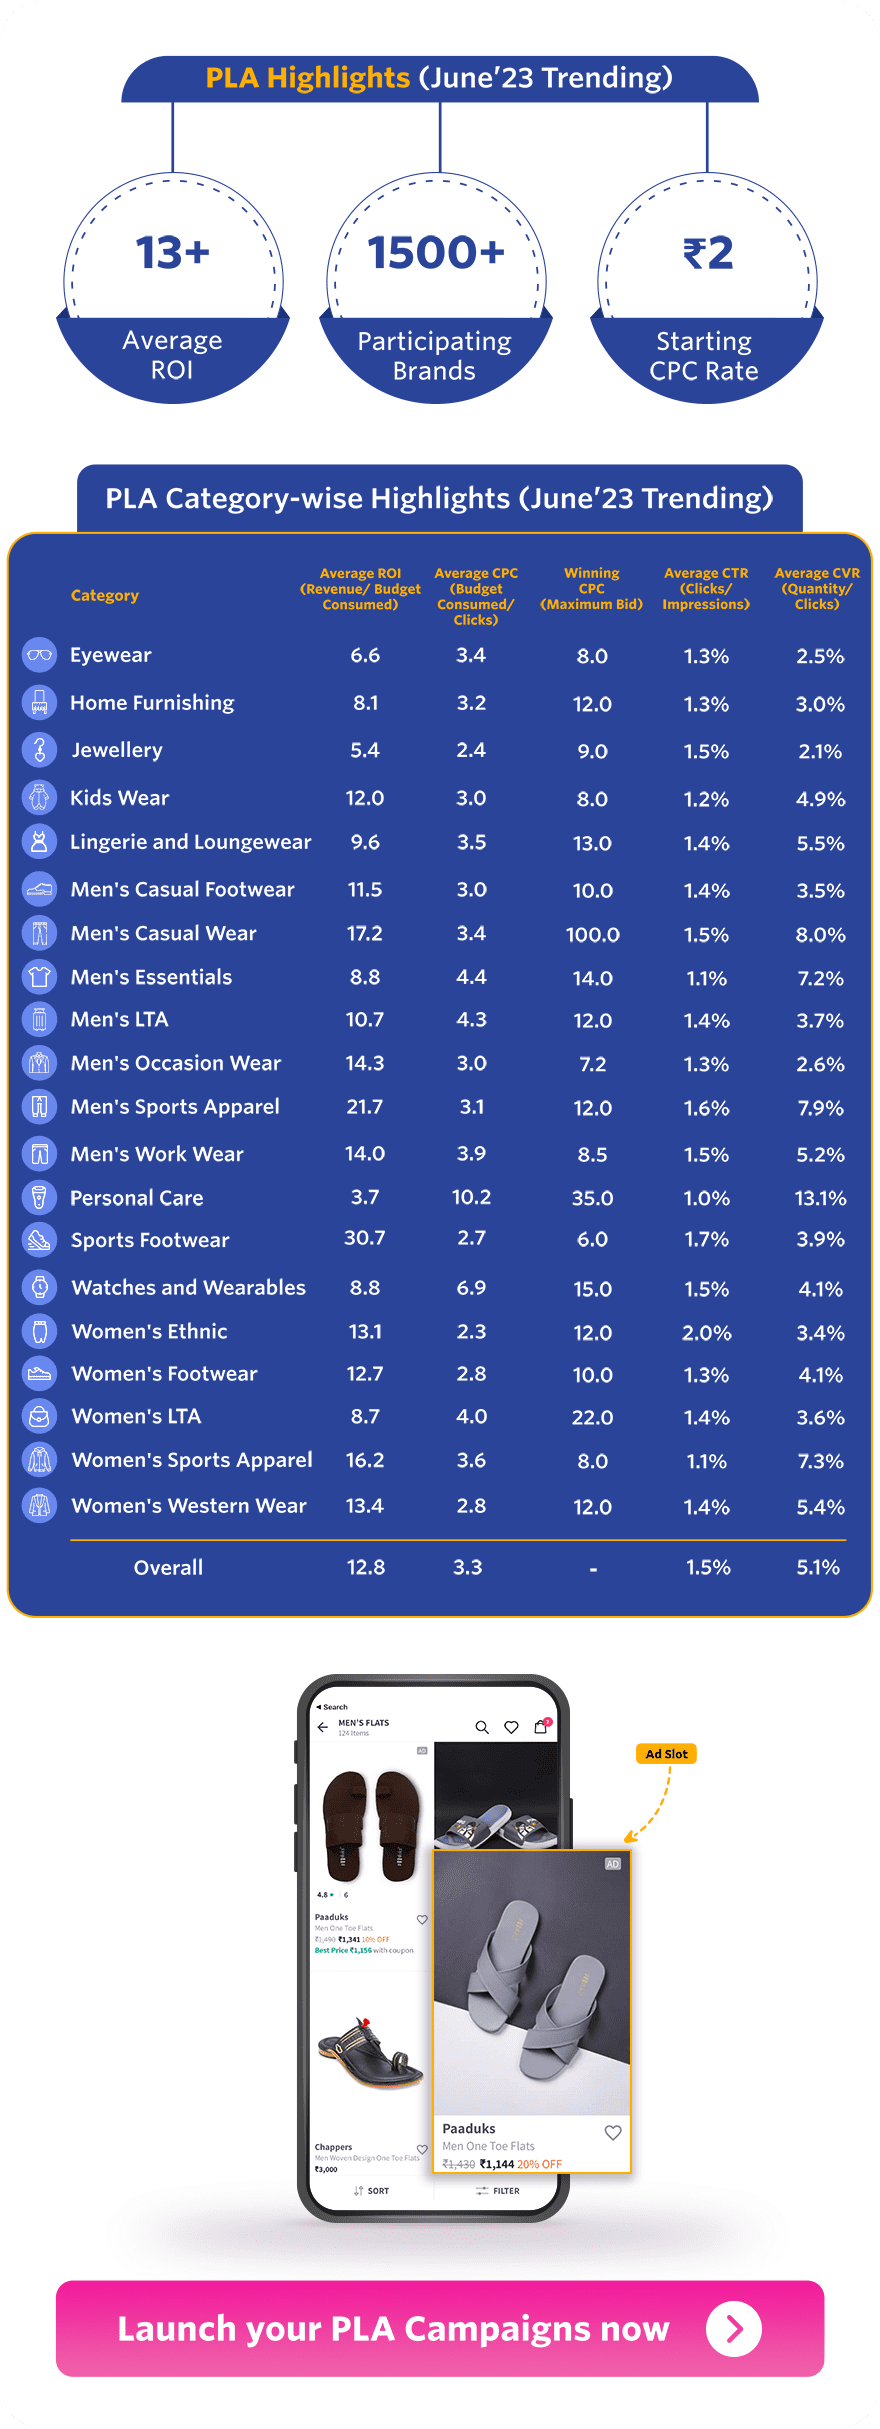 PLA Highlights (June'23 Trending)
13+
Average
ROI
1500+
Participating
Brands
₹2
Starting
CPC Rate
PLA Category-wise Highlights (June'23 Trending)
Category
Average ROI
(Revenue/ Budget
Consumed)
Average CPC
(Budget
Consumed/
Clicks)
Winning
CPC
(Maximum Bid)
Average CTR
(Clicks/
Impressions)
Average CVR
(Quantity/
Clicks)
Eyewear 6.6 3.4 8.0 1.3% 2.5%
Home Furnishing 8.1 3.2 12.0 1.3% 3.0%
Jewellery 5.4 2.4 9.0 1.5% 2.1%
Kids Wear 12.0 3.0 8.0 1.2% 4.9%
Lingerie and Loungewear 9.6 3.5 13.0 1.4% 5.5%
Men's Casual Footwear 11.5 3.0 10.0 1.4% 3.5%
Men's Casual Wear 17.2 3.4 100.0 1.5% 8.0%
Men's Essentials 8.8 4.4 14.0 1.1% 7.2%
Men's LTA 10.7 4.3 12.0 1.4% 3.7%
Men's Occasion Wear 14.3 3.0 7.2 1.3% 2.6%
Men's Sports Apparel 21.7 3.1 12.0 1.6% 7.9%
Men's Work Wear 14.0 3.9 8.5 1.5% 5.2%
Personal Care 3.7 10.2 35.0 1.0% 13.1%
Sports Footwear 30.7 2.7 6.0 1.7% 3.9%
Watches and Wearables 8.8 6.9 15.0 1.5% 4.1%
Women's Ethnic 13.1 2.3 12.0 2.0% 3.4%
Women's Footwear 12.7 2.8 10.0 1.3% 4.1%
Women's LTA 8.7 4.0 22.0 1.4% 3.6%
Women's Sports Apparel 16.2 3.6 8.0 1.1% 7.3%
Women's Western Wear 13.4 2.8 12.0 1.4% 5.4%
Overall 12.8 3.3 - 1.5% 5.1%
Search
MEN'S FLATS
124 Items
AD
4.8 ★ | 6
Paaduks
Men One Toe Flats
₹1,490 ₹1,341 10% OFF
Best Price ₹1,156 with coupon
Chappers
Men Woven Design One Toe Flats
₹3,000
Ad Slot
AD
Paaduks
Men One Toe Flats
₹1,430 ₹1,144 20% OFF
SORT
FILTER
Launch your PLA Campaigns now